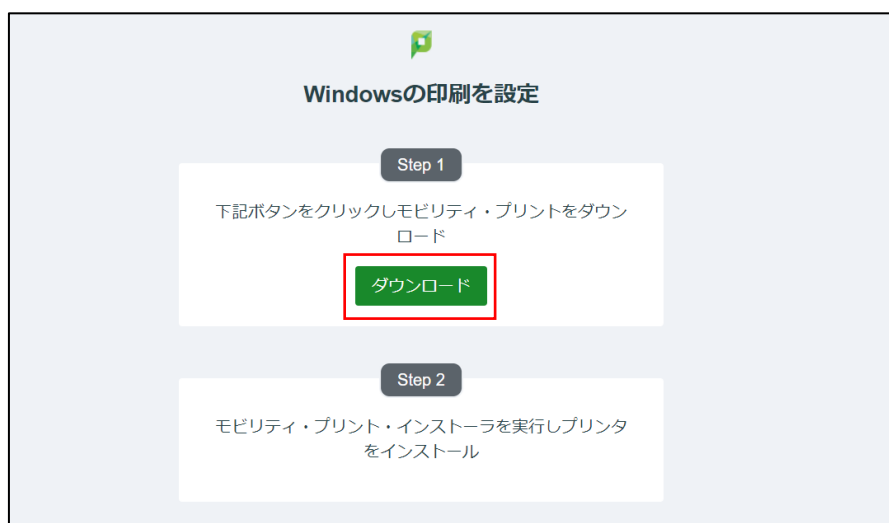 Windowsの印刷を設定
Step 1
下記ボタンをクリックしモビリティ・プリントをダウン
ロード
ダウンロード
Step 2
モビリティ・プリント・インストーラを実行しプリンタ
をインストール